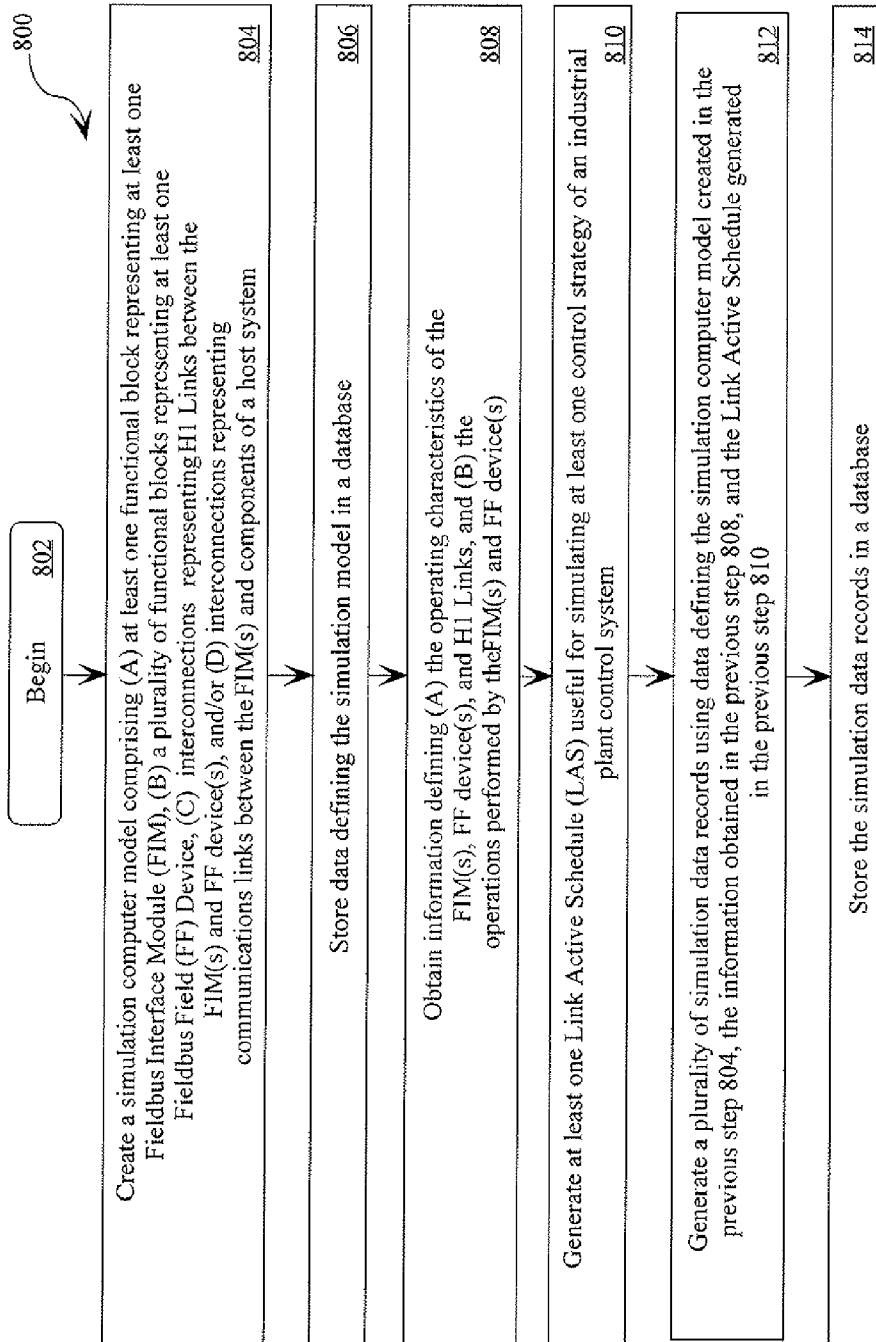 800
Begin
802
Create a simulation computer model comprising (A) at least one functional block representing at least one
Fieldbus Interface Module (FIM), (B) a plurality of functional blocks representing at least one
Fieldbus Field (FF) Device, (C) interconnections representing H1 Links between the
FIM(s) and FF device(s), and/or (D) interconnections representing
communications links between the FIM(s) and components of a host system
804
Store data defining the simulation model in a database
806
Obtain information defining (A) the operating characteristics of the
FIM(s), FF device(s), and H1 Links, and (B) the
operations performed by theFIM(s) and FF device(s)
808
Generate at least one Link Active Schedule (LAS) useful for simulating at least one control strategy of an industrial
plant control system
810
Generate a plurality of simulation data records using data defining the simulation computer model created in the
previous step 804, the information obtained in the previous step 808, and the Link Active Schedule generated
in the previous step 810
812
Store the simulation data records in a database
814